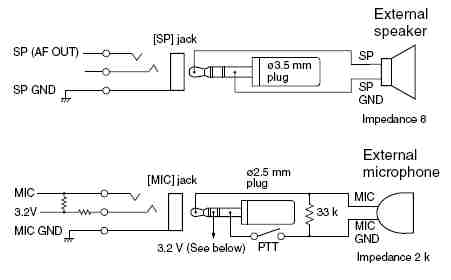 External
speaker
[SP] jack
SP (AF OUT)
SP
ø3.5 mm
plug
SP GND
SP
GND
Impedance 8
External
microphone
ø2.5 mm
plug
[MIC] jack
MIC
MIC
3.2V
33 k
MIC GND
MIC
GND
3.2 V (See below)
PTT
Impedance 2 k